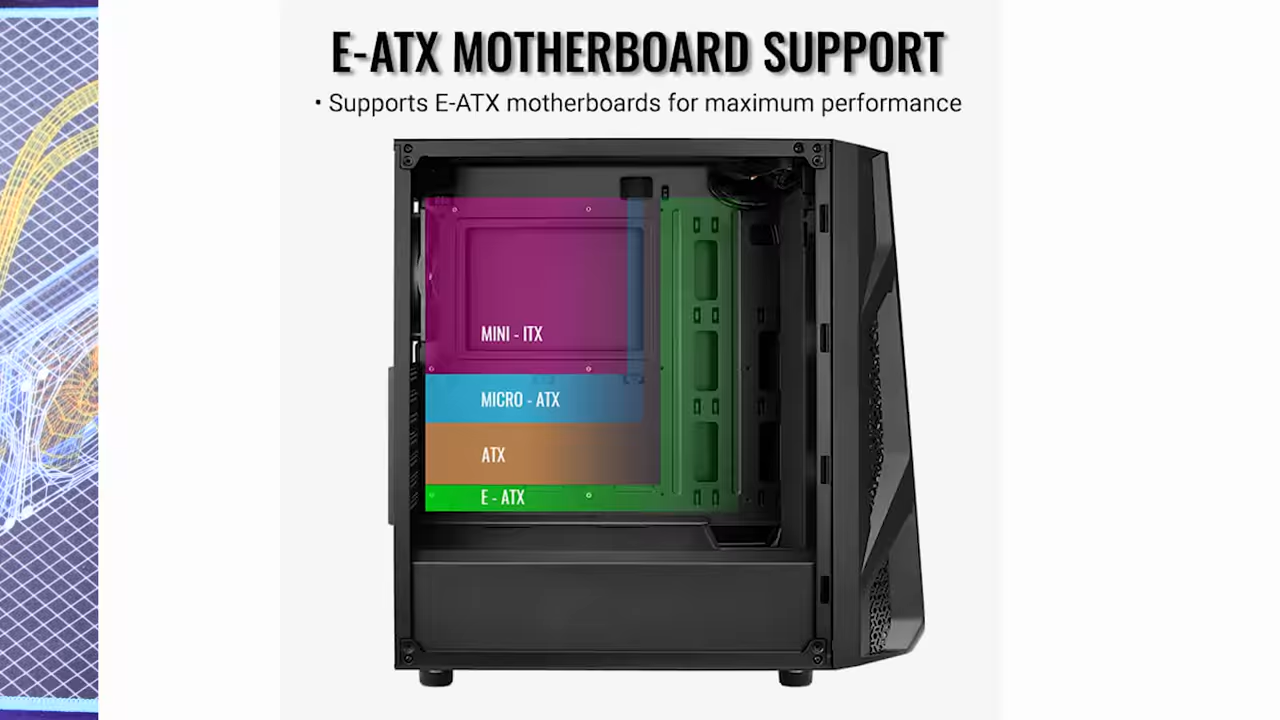 E-ATX MOTHERBOARD SUPPORT
• Supports E-ATX motherboards for maximum performance
MINI - ITX
MICRO - ATX
ATX
E - ATX